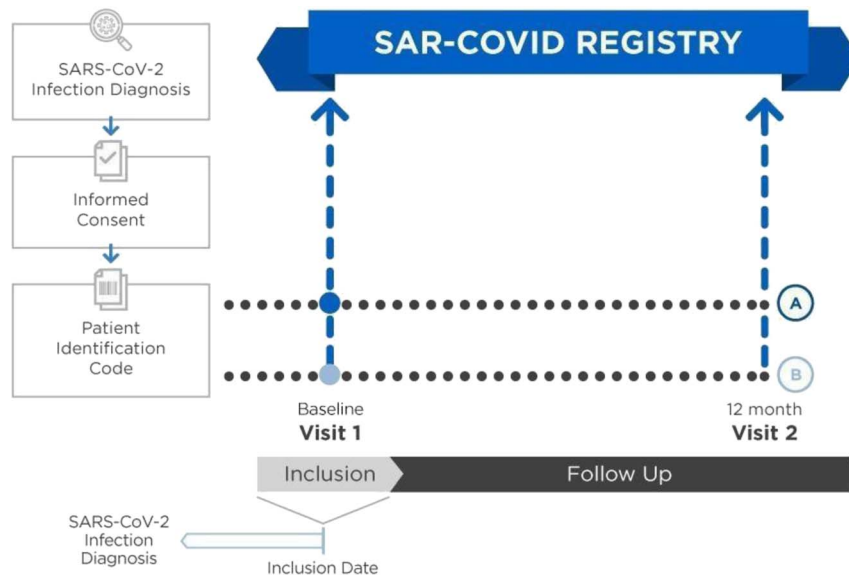 SAR-COVID REGISTRY
SARS-CoV-2
Infection Diagnosis
Informed
Consent
Patient
Identification
Code
A
B
Baseline
Visit 1
12 month
Visit 2
Inclusion
Follow Up
SARS-CoV-2
Infection
Diagnosis
Inclusion Date